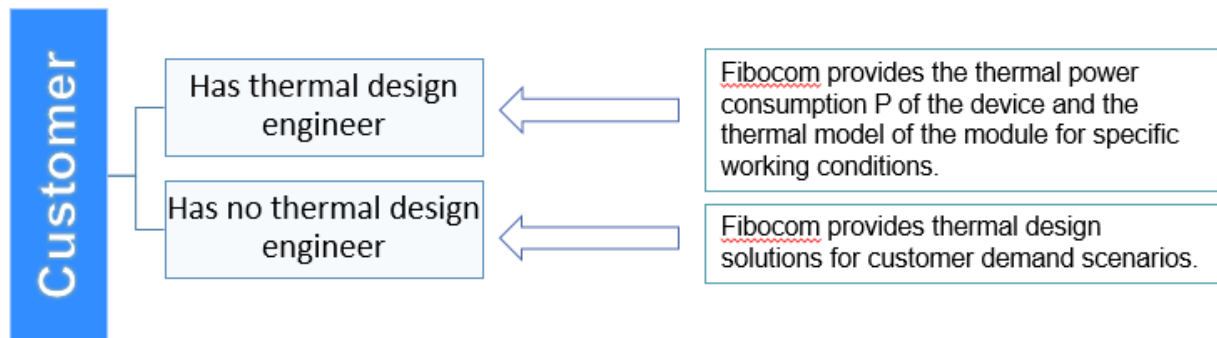 Customer
Has thermal design
engineer
Fibocom provides the thermal power
consumption P of the device and the
thermal model of the module for specific
working conditions.
Has no thermal design
engineer
Fibocom provides thermal design
solutions for customer demand scenarios.